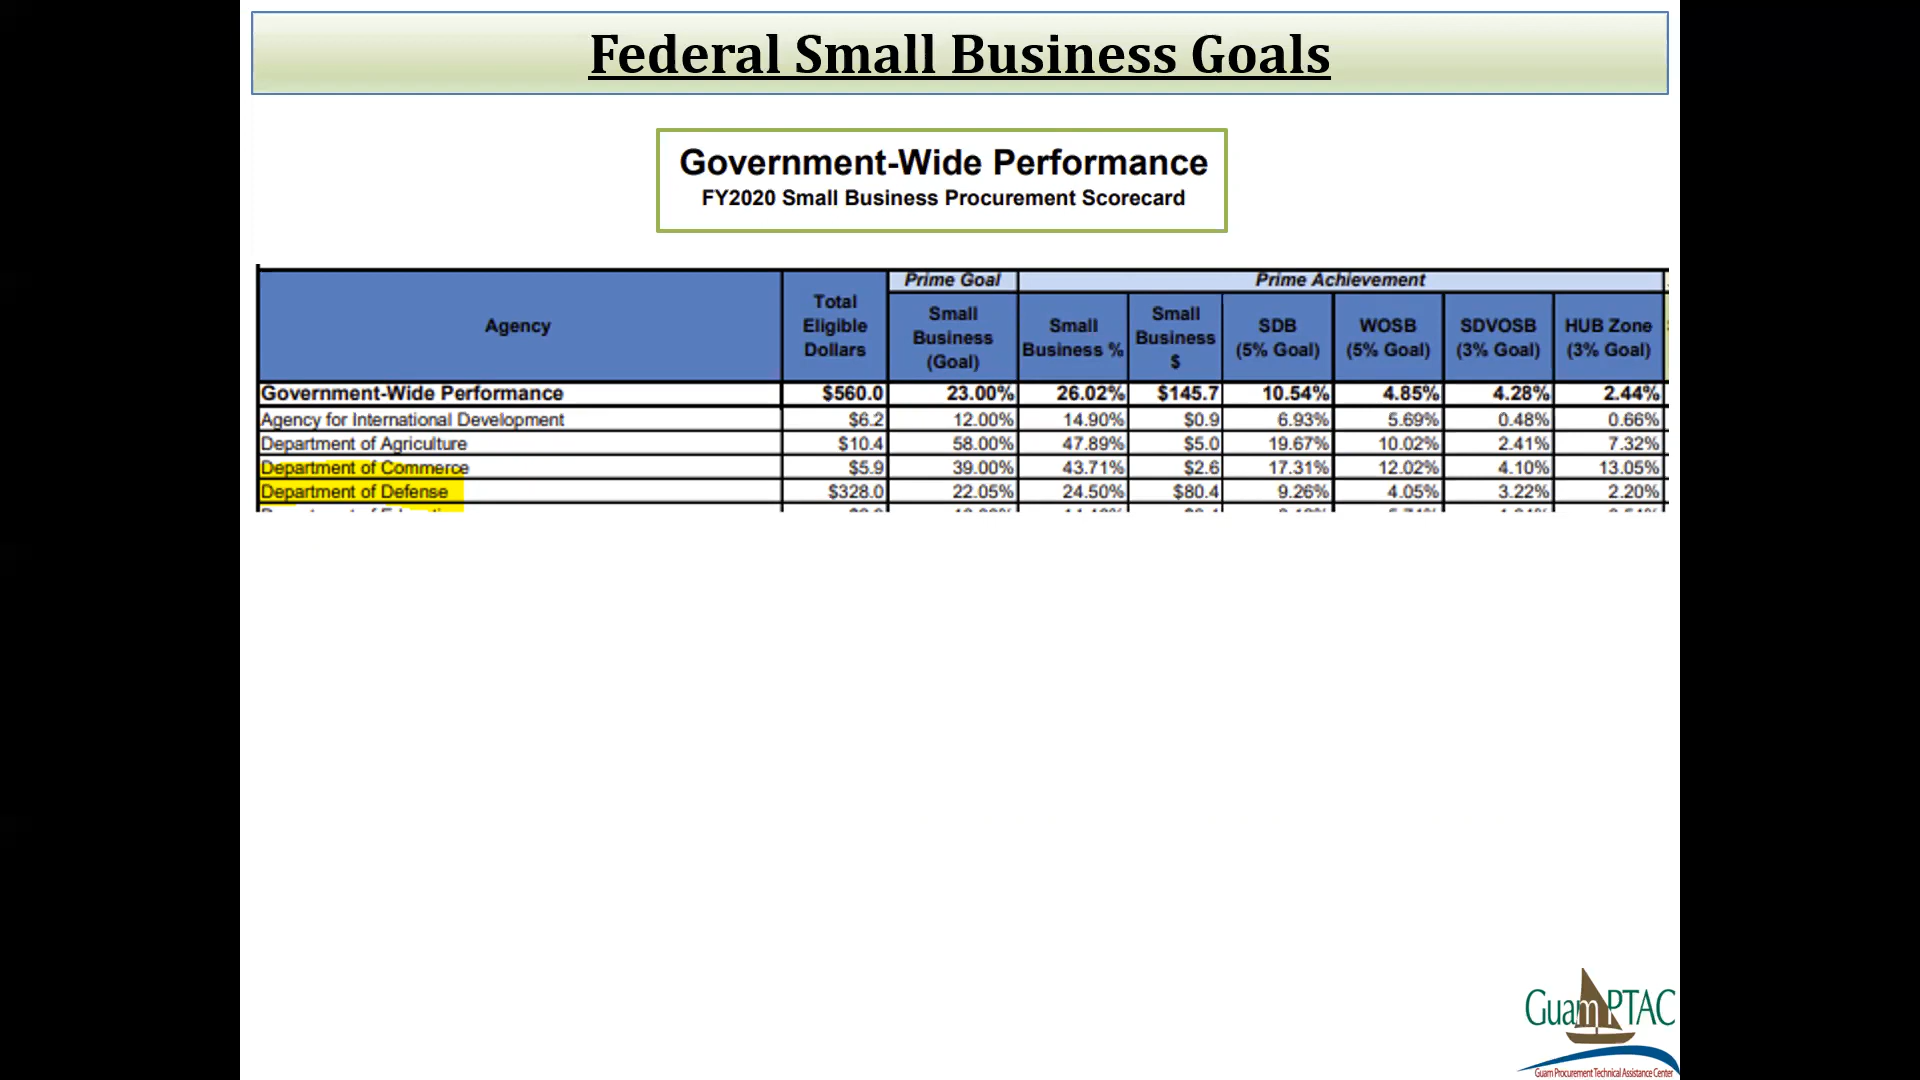 Federal Small Business Goals
Government-Wide Performance
FY2020 Small Business Procurement Scorecard
Prime Goal Prime Achievement
Agency Total Eligible Dollars Small Business (Goal) Small Business % Small Business $ SDB (5% Goal) WOSB (5% Goal) SDVOSB (3% Goal) HUB Zone (3% Goal)
Government-Wide Performance $560.0 23.00% 26.02% $145.7 10.54% 4.85% 4.28% 2.44%
Agency for International Development $6.2 12.00% 14.90% $0.9 6.93% 5.69% 0.48% 0.66%
Department of Agriculture $10.4 58.00% 47.89% $5.0 19.67% 10.02% 2.41% 7.32%
Department of Commerce $5.9 39.00% 43.71% $2.6 17.31% 12.02% 4.10% 13.05%
Department of Defense $328.0 22.05% 24.50% $80.4 9.26% 4.05% 3.22% 2.20%
Guam PTAC
Guam Procurement Technical Assistance Center